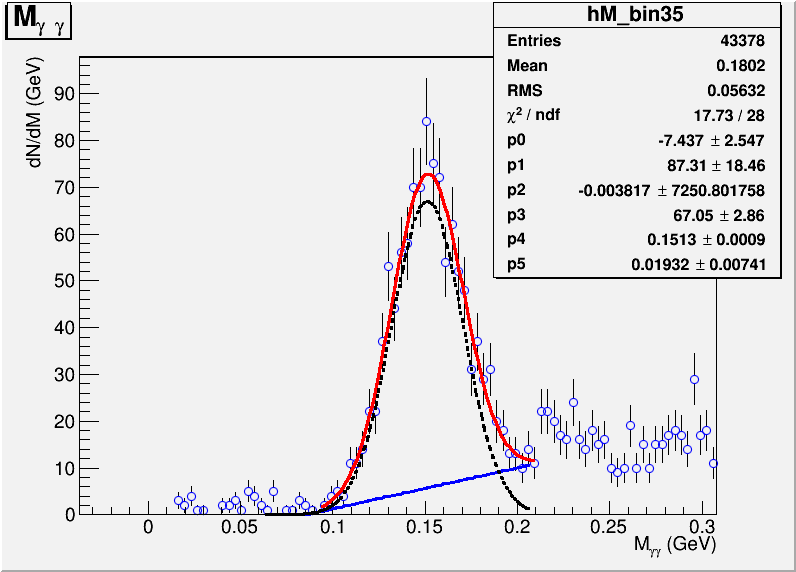 M_γ γ
hM_bin35
Entries 43378
Mean 0.1802
RMS 0.05632
χ² / ndf 17.73 / 28
p0 -7.437 ± 2.547
p1 87.31 ± 18.46
p2 -0.003817 ± 7250.801758
p3 67.05 ± 2.86
p4 0.1513 ± 0.0009
p5 0.01932 ± 0.00741
dN/dM (GeV)
90
80
70
60
50
40
30
20
10
0
0 0.05 0.1 0.15 0.2 0.25 0.3
M_γγ (GeV)